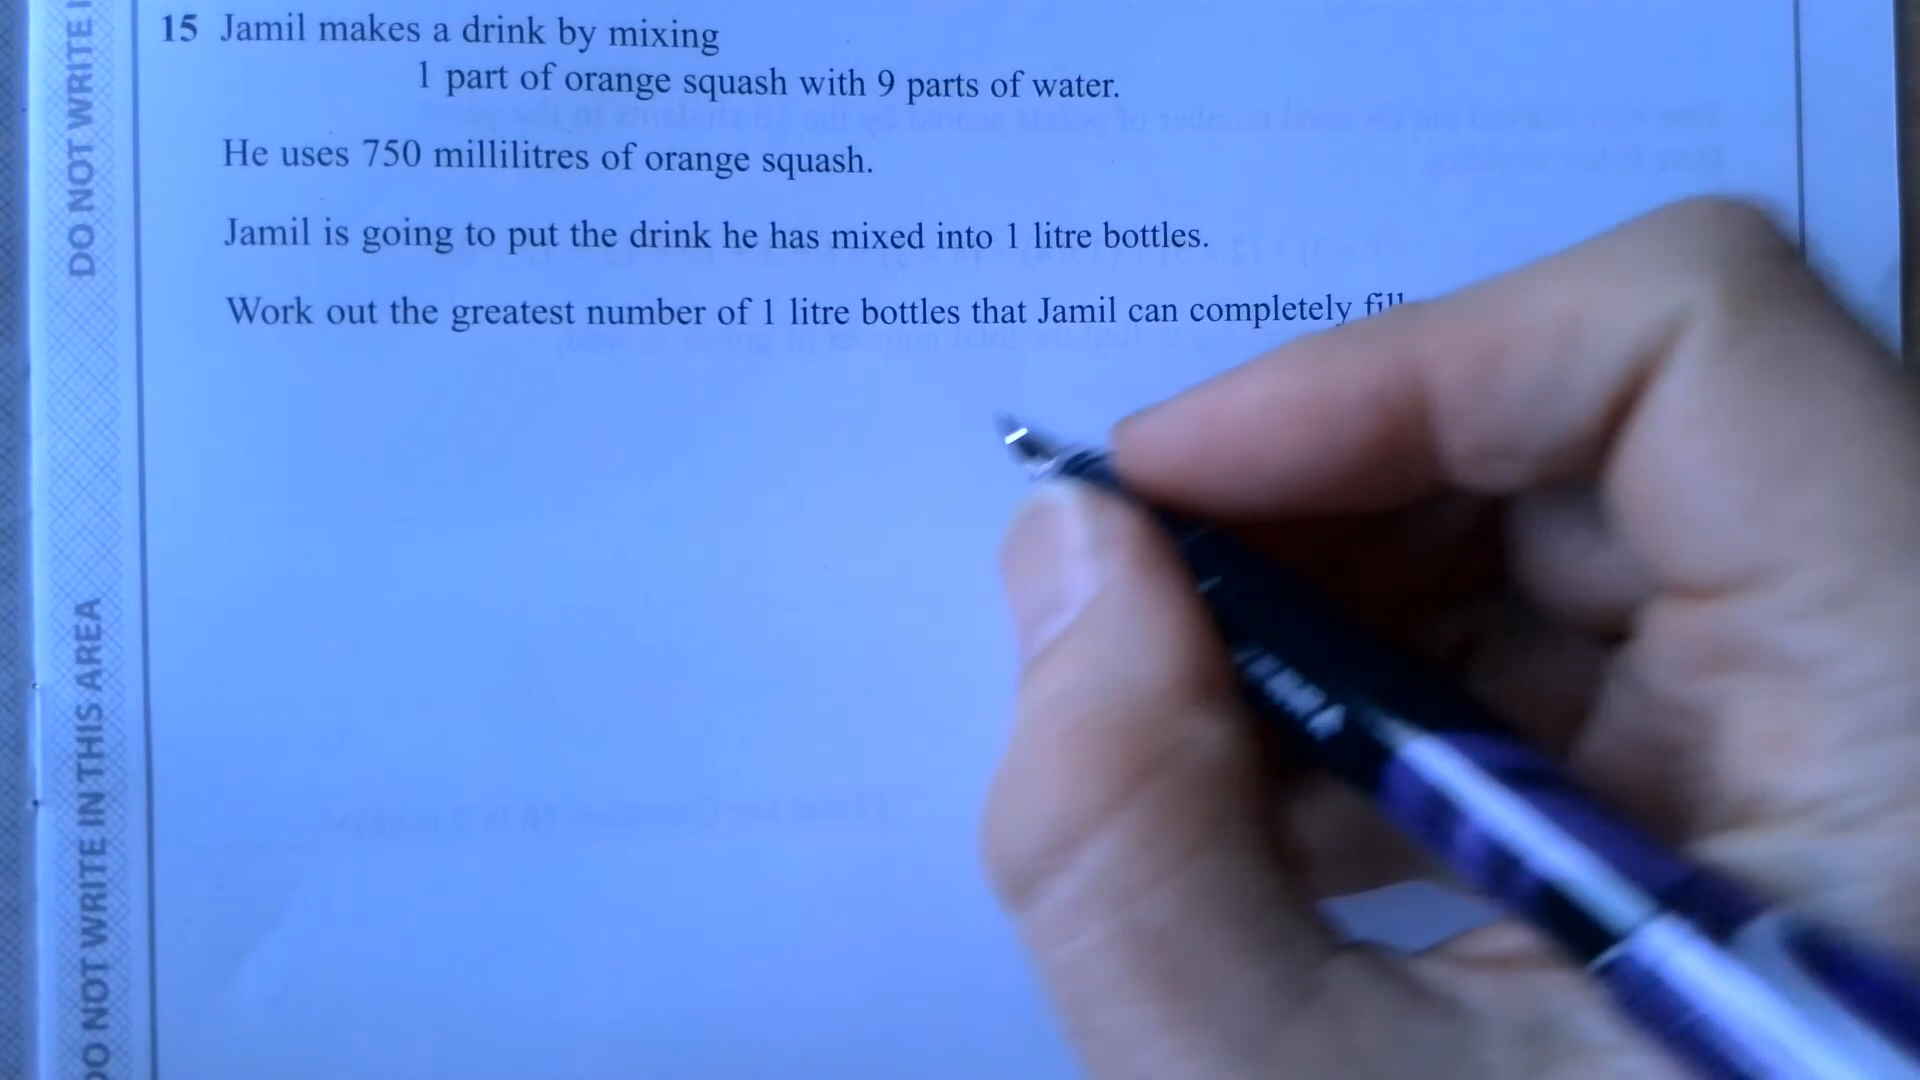 15 Jamil makes a drink by mixing
1 part of orange squash with 9 parts of water.
He uses 750 millilitres of orange squash.
Jamil is going to put the drink he has mixed into 1 litre bottles.
Work out the greatest number of 1 litre bottles that Jamil can completely fill
DO NOT WRITE
DO NOT WRITE IN THIS AREA